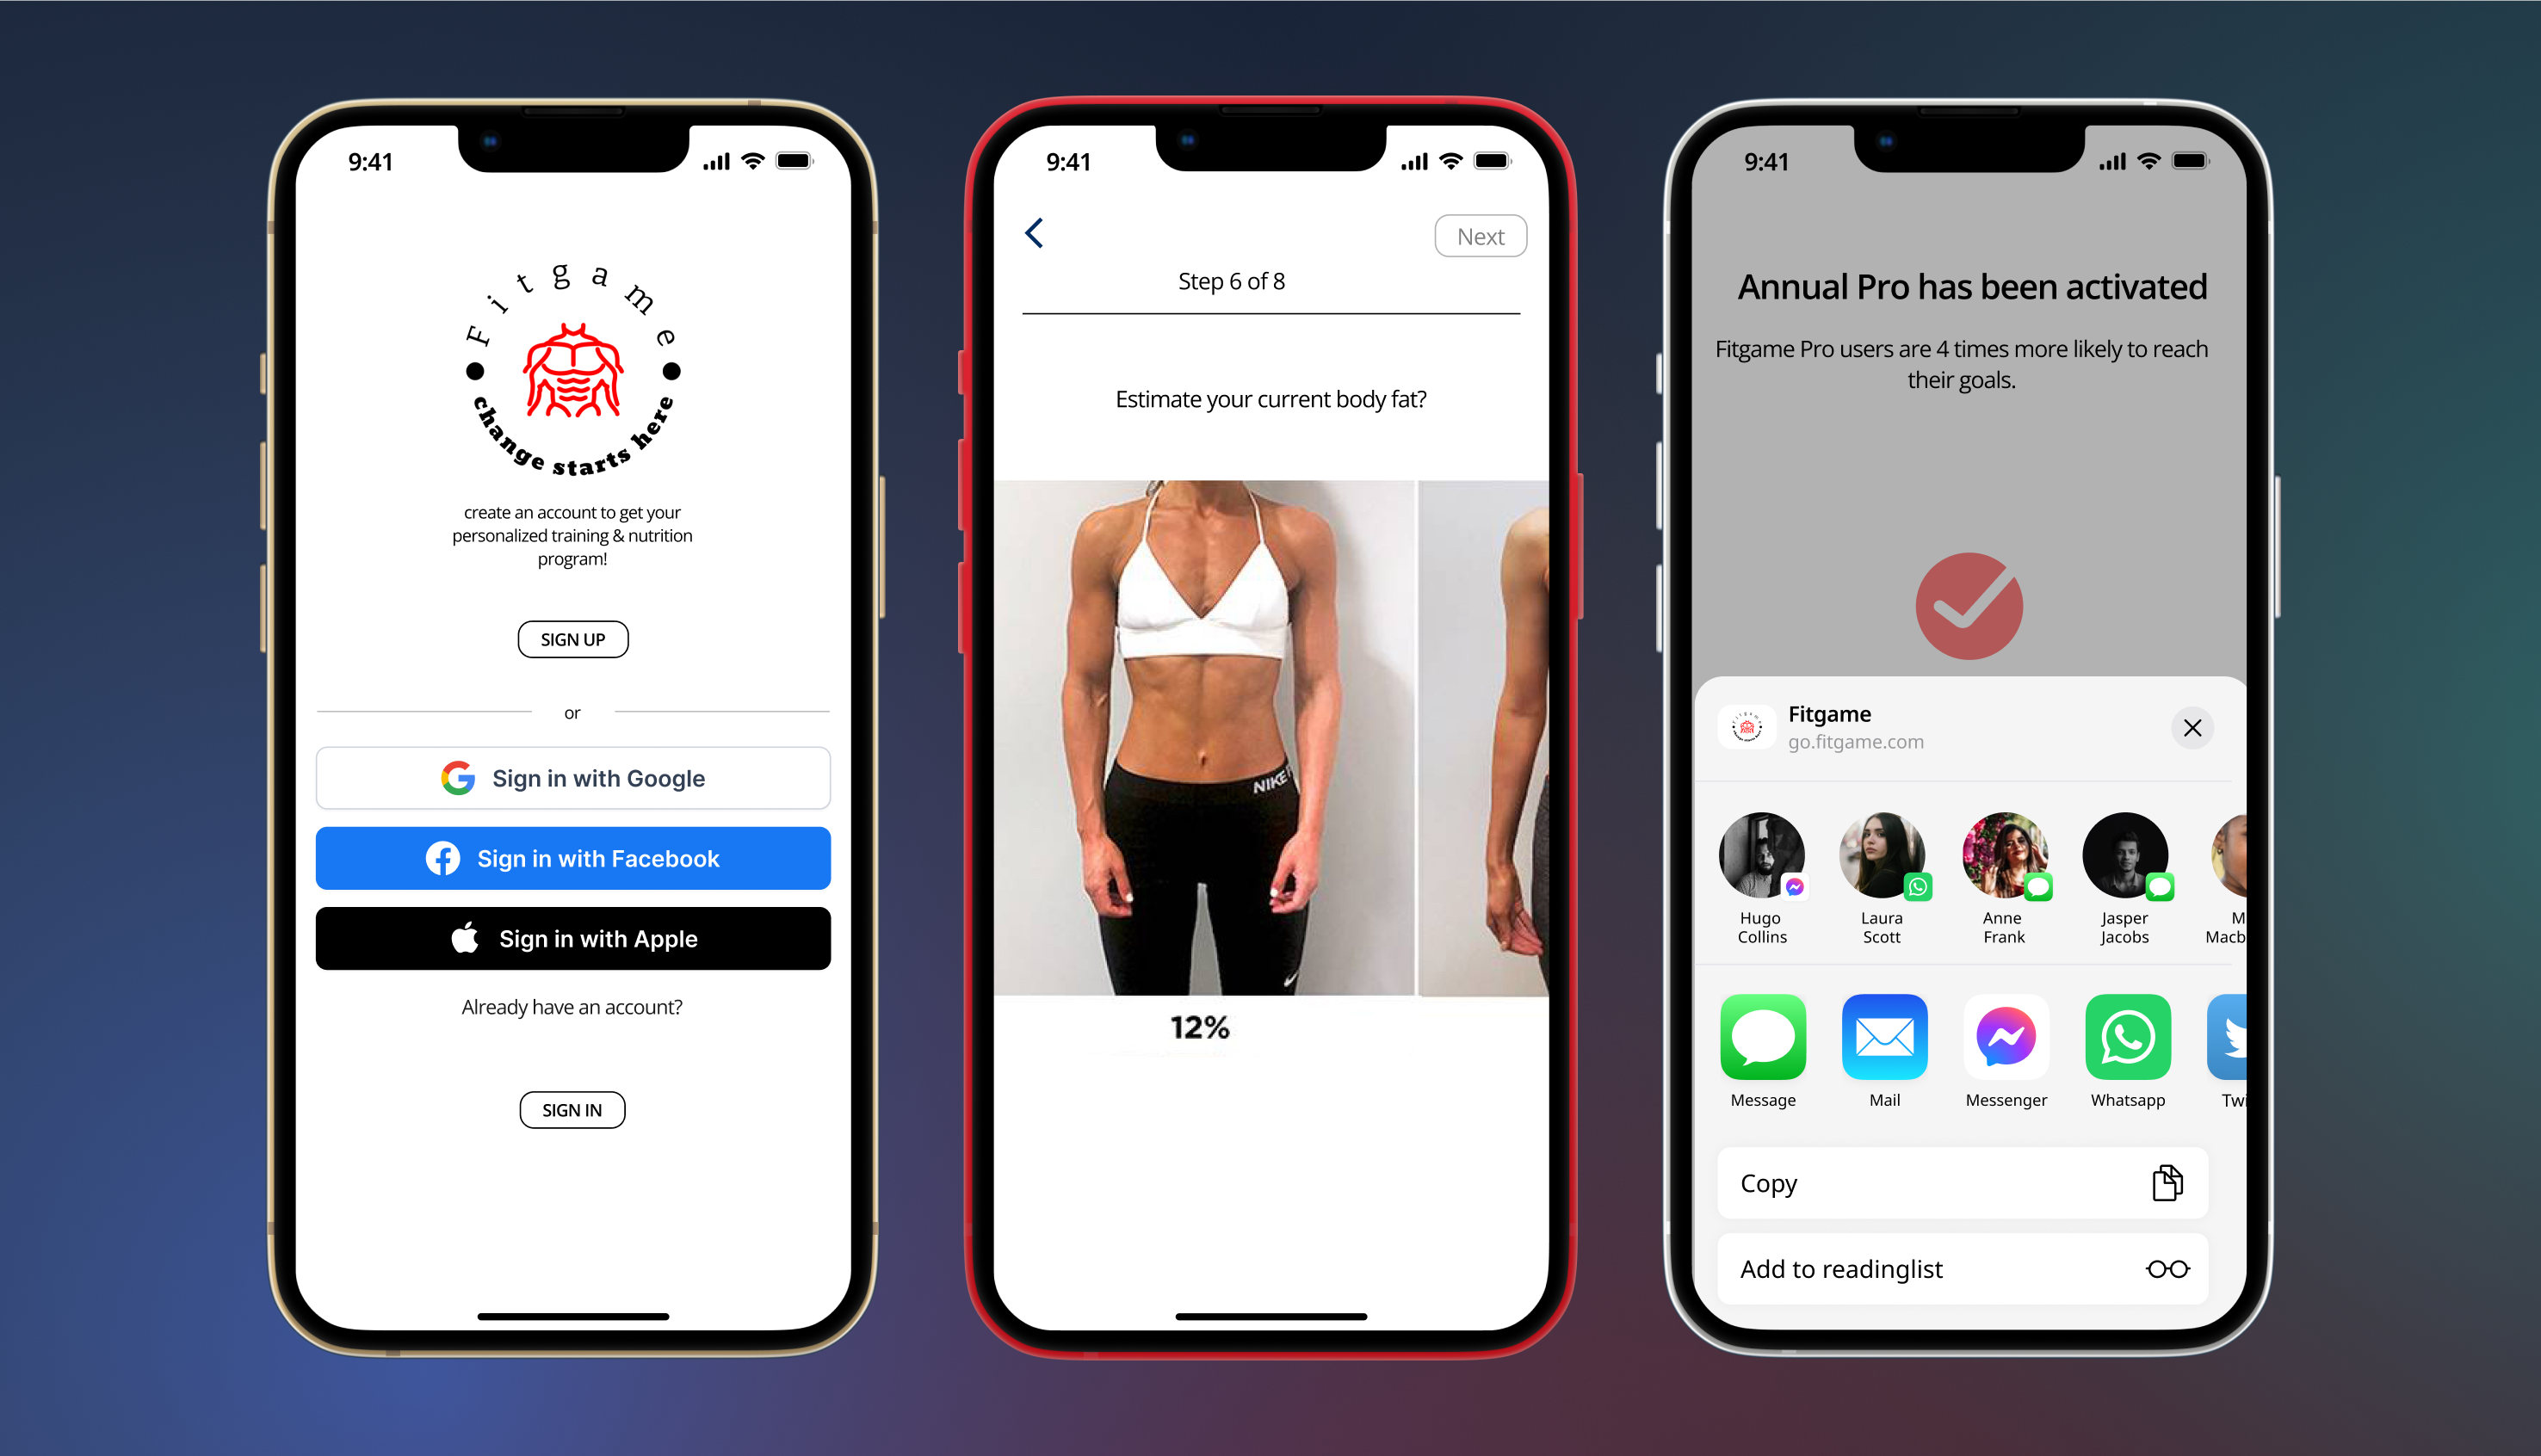 9:41
Fitgame
change starts here
create an account to get your
personalized training & nutrition
program!
SIGN UP
or
Sign in with Google
Sign in with Facebook
Sign in with Apple
Already have an account?
SIGN IN
9:41
Next
Step 6 of 8
Estimate your current body fat?
NIKE
12%
9:41
Annual Pro has been activated
Fitgame Pro users are 4 times more likely to reach
their goals.
Fitgame
go.fitgame.com
Hugo
Collins
Laura
Scott
Anne
Frank
Jasper
Jacobs
M
Macb
Message
Mail
Messenger
Whatsapp
Twi
Copy
Add to readinglist